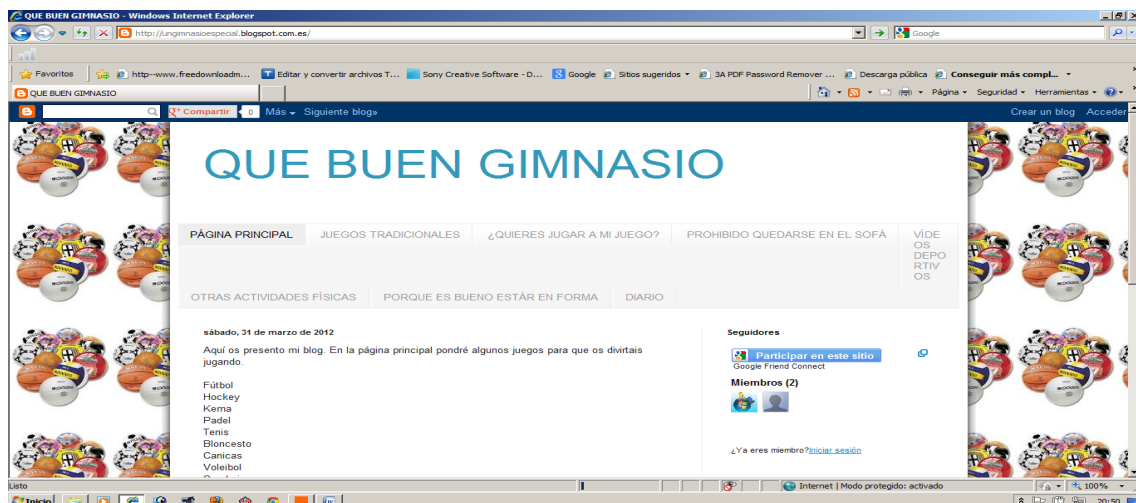 QUE BUEN GIMNASIO - Windows Internet Explorer
http://ungimnasioespecial.blogspot.com.es/
Google
Favoritos
http--www.freedownloadm...
Editar y convertir archivos T...
Sony Creative Software - D...
Google
Sitios sugeridos
3A PDF Password Remover ...
Descarga pública
Conseguir más compl...
QUE BUEN GIMNASIO
Página
Seguridad
Herramientas
Compartir
0
Más
Siguiente blog»
Crear un blog
Acceder
QUE BUEN GIMNASIO
PÁGINA PRINCIPAL
JUEGOS TRADICIONALES
¿QUIERES JUGAR A MI JUEGO?
PROHIBIDO QUEDARSE EN EL SOFÁ
VÍDE
OS
DEPO
RTIV
OS
OTRAS ACTIVIDADES FÍSICAS
PORQUE ES BUENO ESTÁR EN FORMA
DIARIO
sábado, 31 de marzo de 2012
Aquí os presento mi blog. En la página principal pondré algunos juegos para que os divirtais
jugando.
Fútbol
Hockey
Kema
Padel
Tenis
Bloncesto
Canicas
Voleibol
Seguidores
Participar en este sitio
Google Friend Connect
Miembros (2)
¿Ya eres miembro?Iniciar sesión
Listo
Internet | Modo protegido: activado
100%
Inicio
20:50